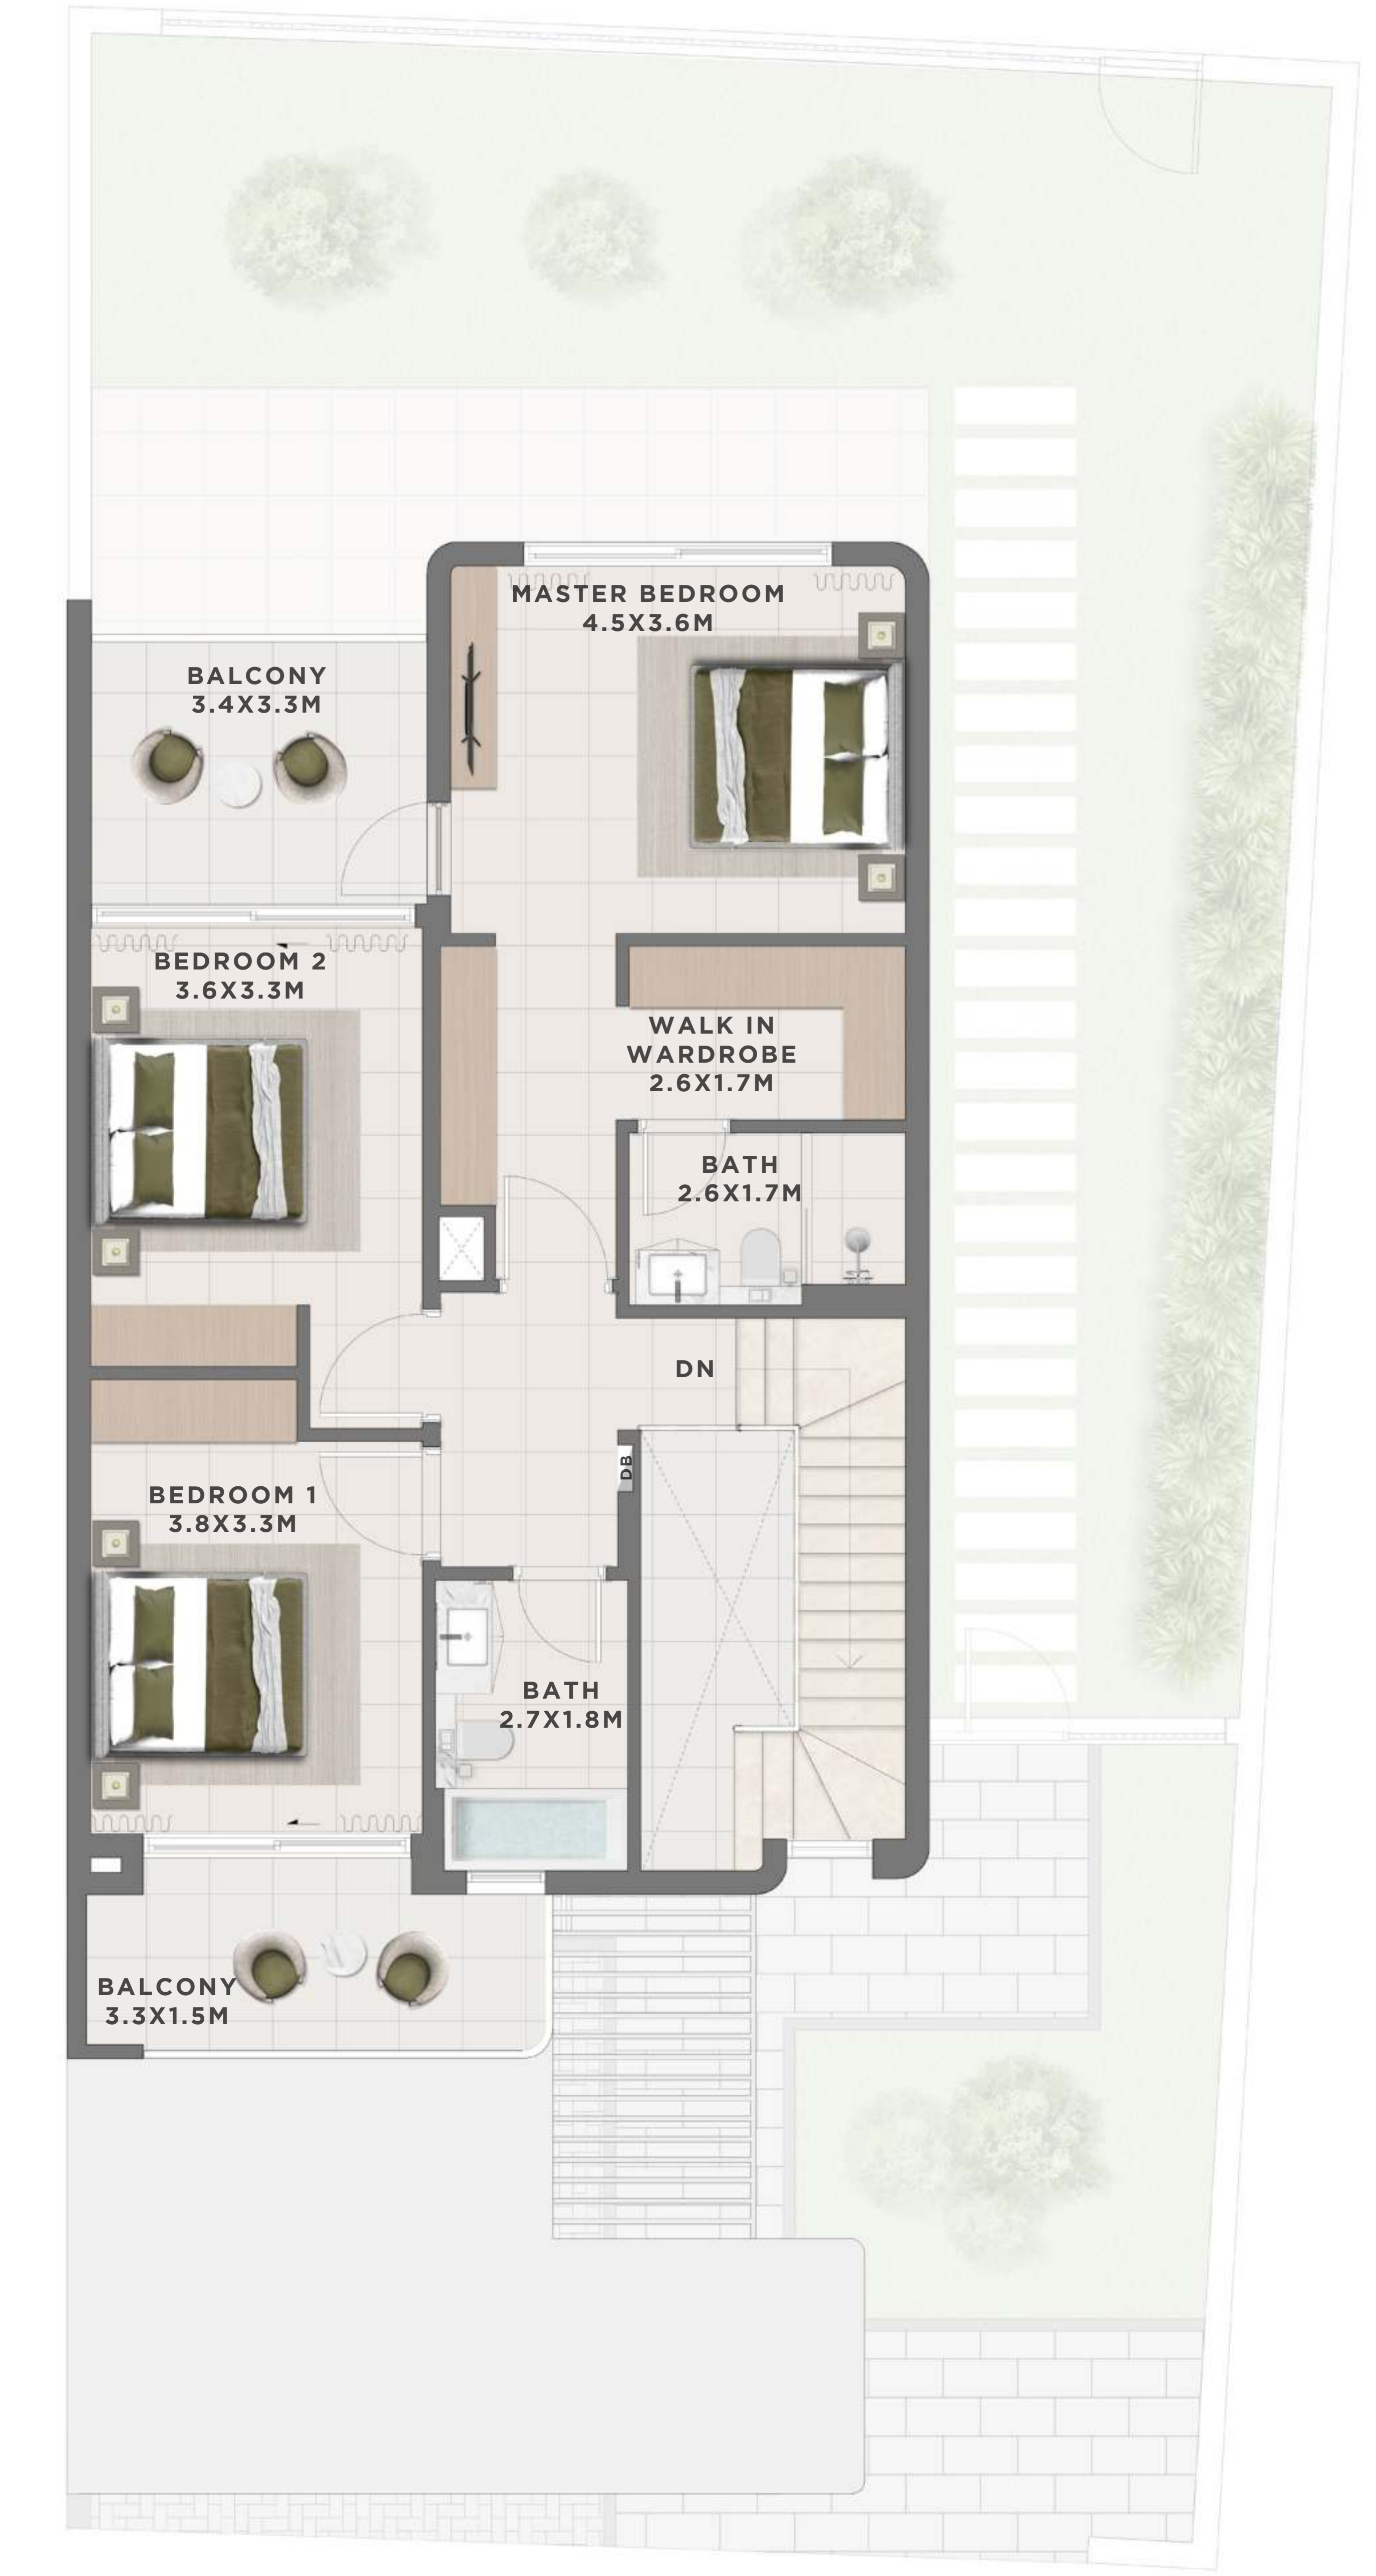 MASTER BEDROOM
4.5X3.6M
BALCONY
3.4X3.3M
BEDROOM 2
3.6X3.3M
WALK IN
WARDROBE
2.6X1.7M
BATH
2.6X1.7M
DN
DB
BEDROOM 1
3.8X3.3M
BATH
2.7X1.8M
BALCONY
3.3X1.5M